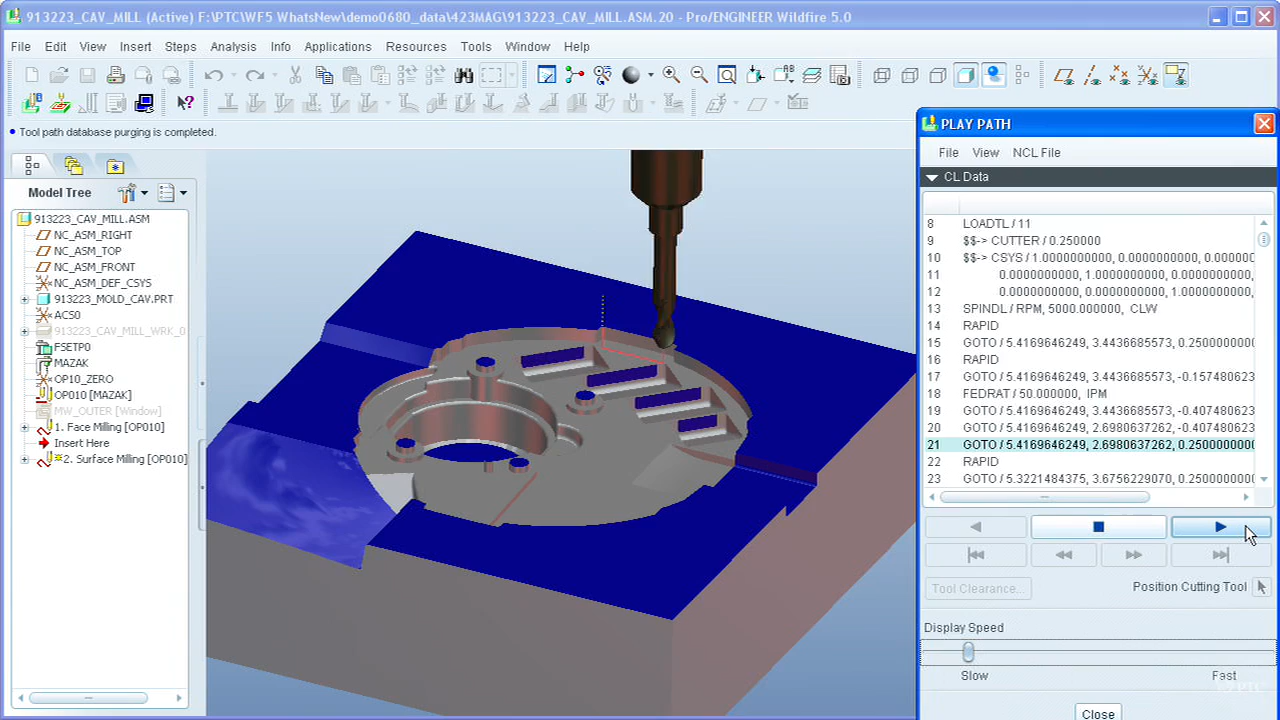 913223_CAV_MILL (Active) F:\PTC\WF5 WhatsNew\demo0680_data\423MAG\913223_CAV_MILL.ASM.20 - Pro/ENGINEER Wildfire 5.0
File Edit View Insert Steps Analysis Info Applications Resources Tools Window Help
Tool path database purging is completed.
Model Tree
913223_CAV_MILL.ASM
NC_ASM_RIGHT
NC_ASM_TOP
NC_ASM_FRONT
NC_ASM_DEF_CSYS
913223_MOLD_CAV.PRT
ACS0
913223_CAV_MILL_WRK_0
FSETP0
MAZAK
OP10_ZERO
OP010 [MAZAK]
MW_OUTER [Window]
1. Face Milling [OP010]
Insert Here
2. Surface Milling [OP010]
PLAY PATH
File View NCL File
CL Data
8 LOADTL / 11
9 $$-> CUTTER / 0.250000
10 $$-> CSYS / 1.0000000000, 0.0000000000, 0.0000
11 0.0000000000, 1.0000000000, 0.0000000000,
12 0.0000000000, 0.0000000000, 1.0000000000,
13 SPINDL / RPM, 5000.000000, CLW
14 RAPID
15 GOTO / 5.4169646249, 3.4436685573, 0.2500000000
16 RAPID
17 GOTO / 5.4169646249, 3.4436685573, -0.157480623
18 FEDRAT / 50.000000, IPM
19 GOTO / 5.4169646249, 3.4436685573, -0.407480623
20 GOTO / 5.4169646249, 2.6980637262, -0.407480623
21 GOTO / 5.4169646249, 2.6980637262, 0.2500000000
22 RAPID
23 GOTO / 5.3221484375, 3.6756229070, 0.2500000000
Tool Clearance...
Position Cutting Tool
Display Speed
Slow Fast
PTC
Close